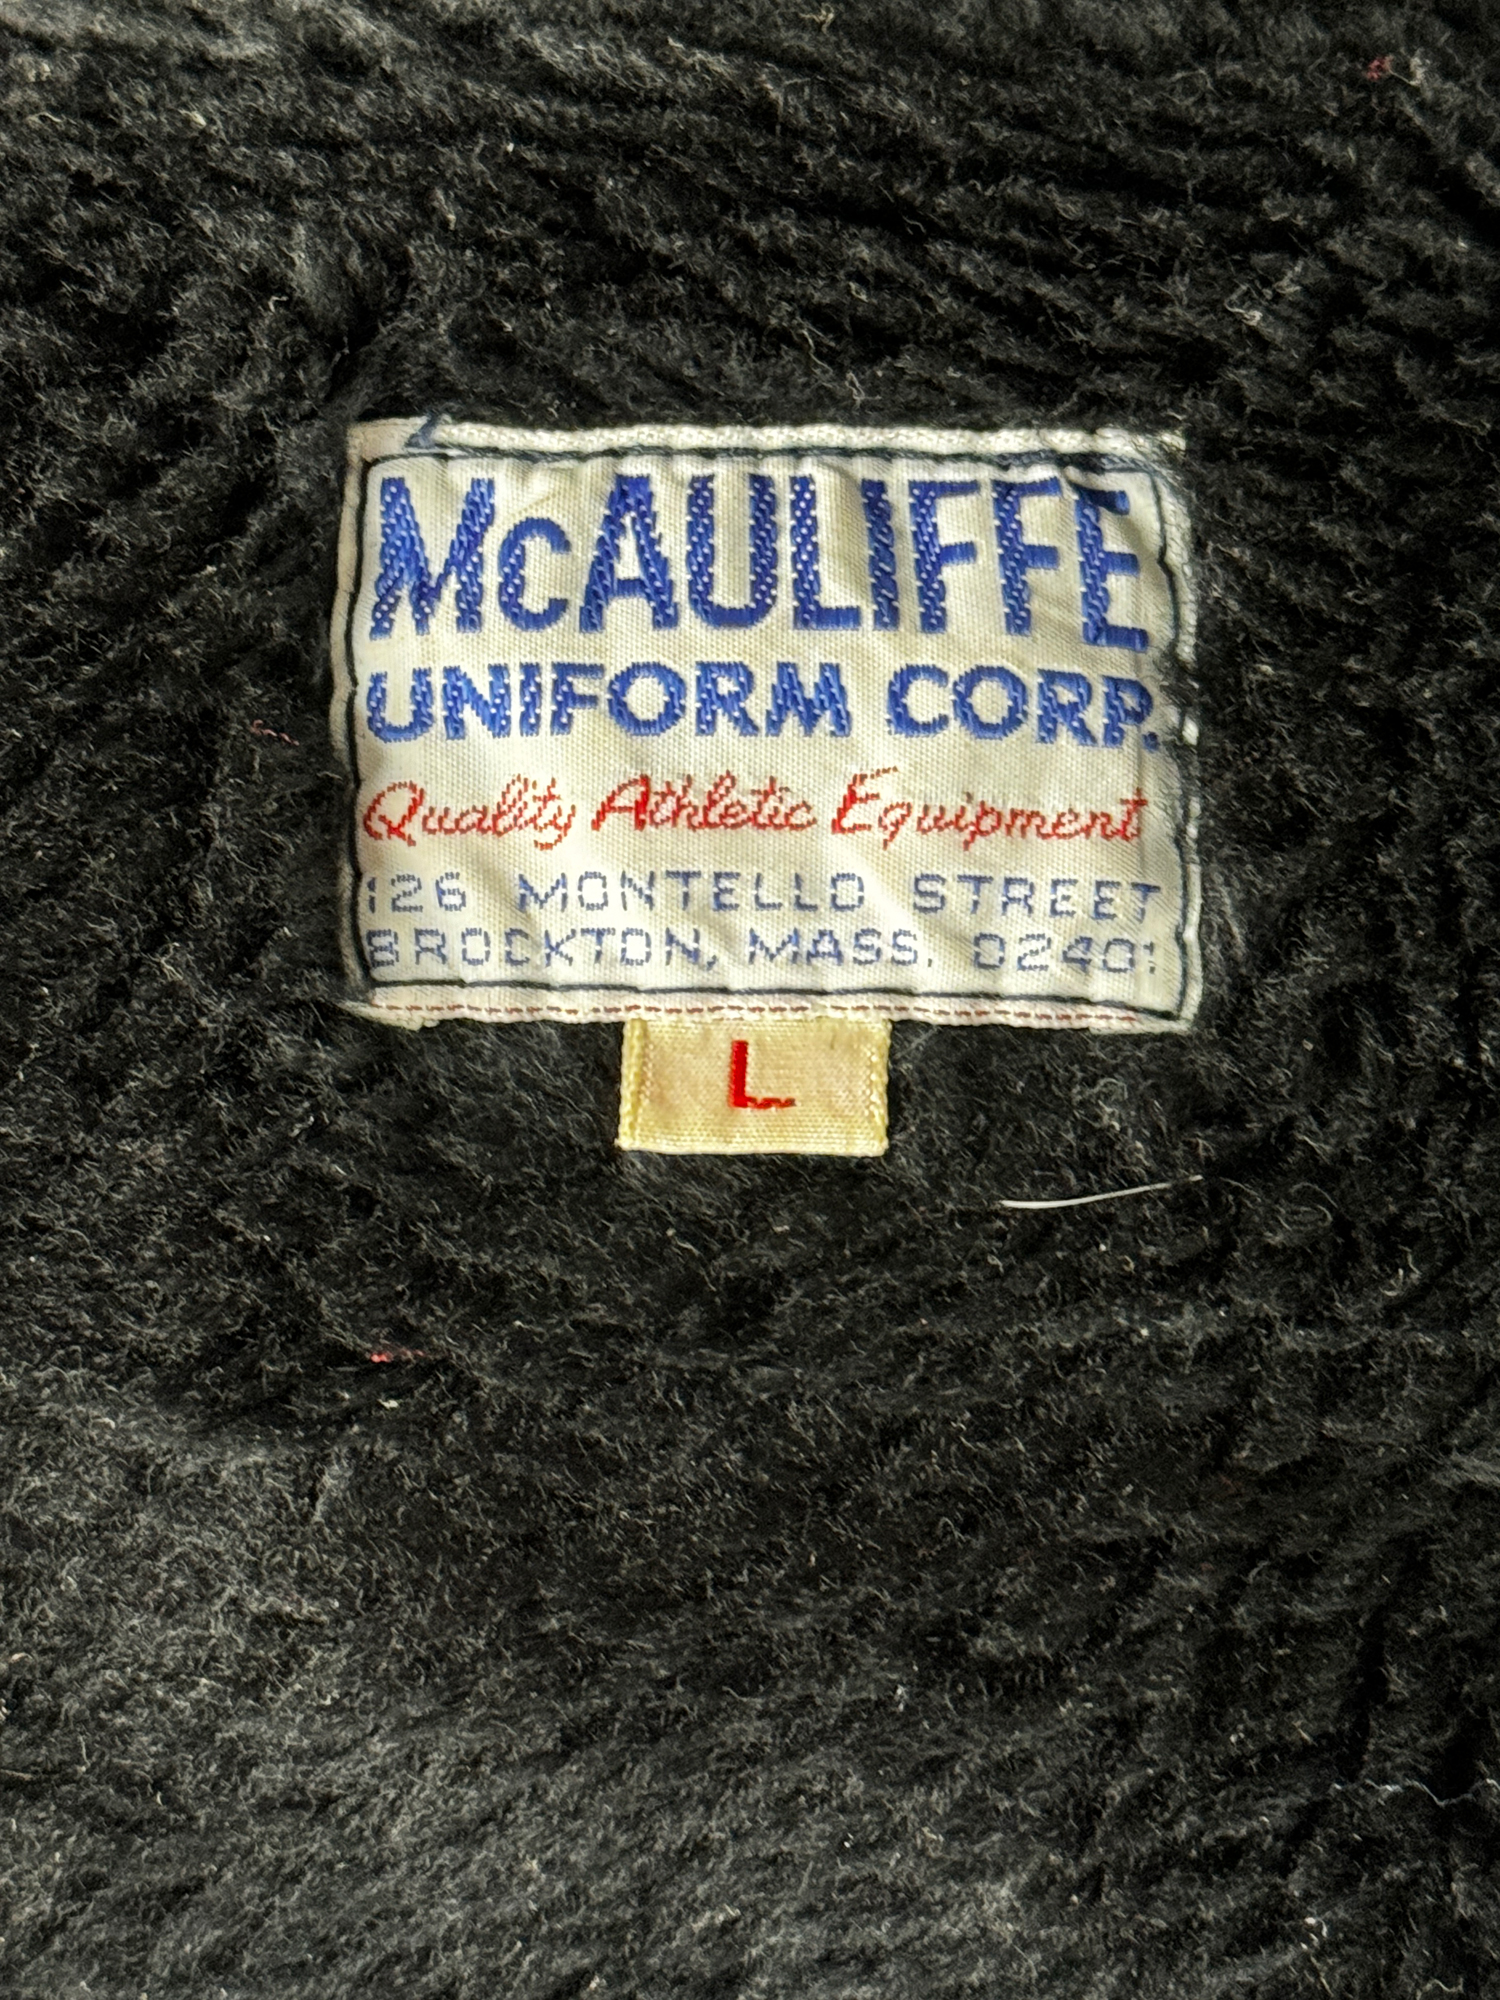 McAULIFFE
UNIFORM CORP.
Quality Athletic Equipment
126 MONTELLO STREET
BROCKTON, MASS. 02401
L